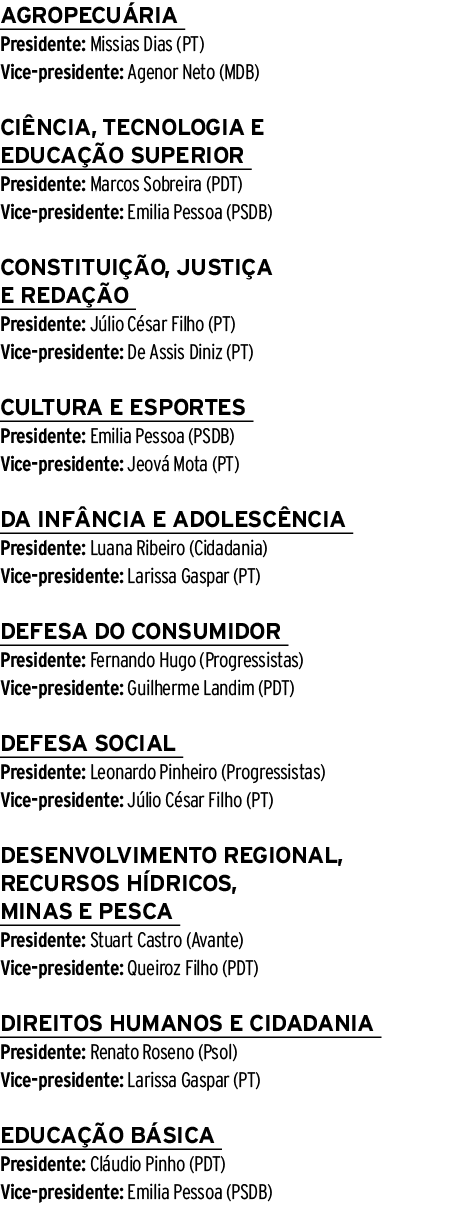 AGROPECUÁRIA
Presidente: Missias Dias (PT)
Vice-presidente: Agenor Neto (MDB)
CIÊNCIA, TECNOLOGIA E
EDUCAÇÃO SUPERIOR
Presidente: Marcos Sobreira (PDT)
Vice-presidente: Emilia Pessoa (PSDB)
CONSTITUIÇÃO, JUSTIÇA
E REDAÇÃO
Presidente: Júlio César Filho (PT)
Vice-presidente: De Assis Diniz (PT)
CULTURA E ESPORTES
Presidente: Emilia Pessoa (PSDB)
Vice-presidente: Jeová Mota (PT)
DA INFÂNCIA E ADOLESCÊNCIA
Presidente: Luana Ribeiro (Cidadania)
Vice-presidente: Larissa Gaspar (PT)
DEFESA DO CONSUMIDOR
Presidente: Fernando Hugo (Progressistas)
Vice-presidente: Guilherme Landim (PDT)
DEFESA SOCIAL
Presidente: Leonardo Pinheiro (Progressistas)
Vice-presidente: Júlio César Filho (PT)
DESENVOLVIMENTO REGIONAL,
RECURSOS HÍDRICOS,
MINAS E PESCA
Presidente: Stuart Castro (Avante)
Vice-presidente: Queiroz Filho (PDT)
DIREITOS HUMANOS E CIDADANIA
Presidente: Renato Roseno (Psol)
Vice-presidente: Larissa Gaspar (PT)
EDUCAÇÃO BÁSICA
Presidente: Cláudio Pinho (PDT)
Vice-presidente: Emilia Pessoa (PSDB)